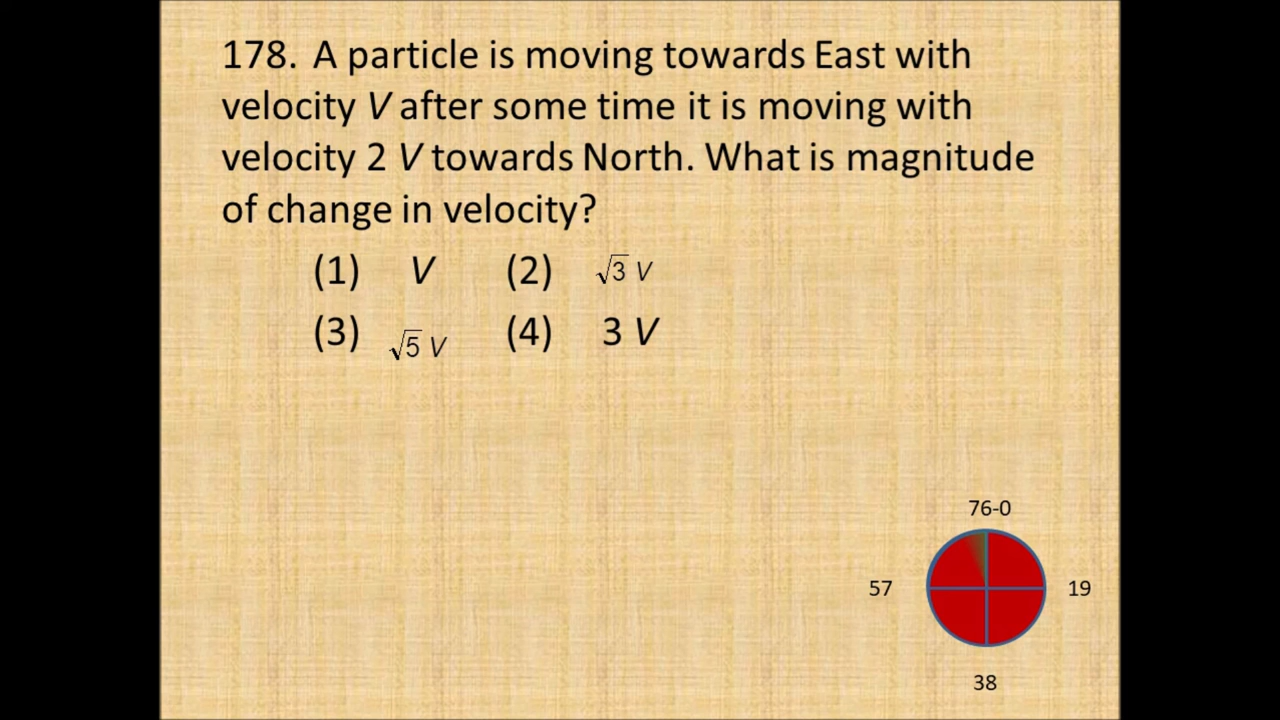 178. A particle is moving towards East with
velocity V after some time it is moving with
velocity 2 V towards North. What is magnitude
of change in velocity?
(1) V (2) √3 V
(3) √5 V (4) 3 V
76-0
57 19
38